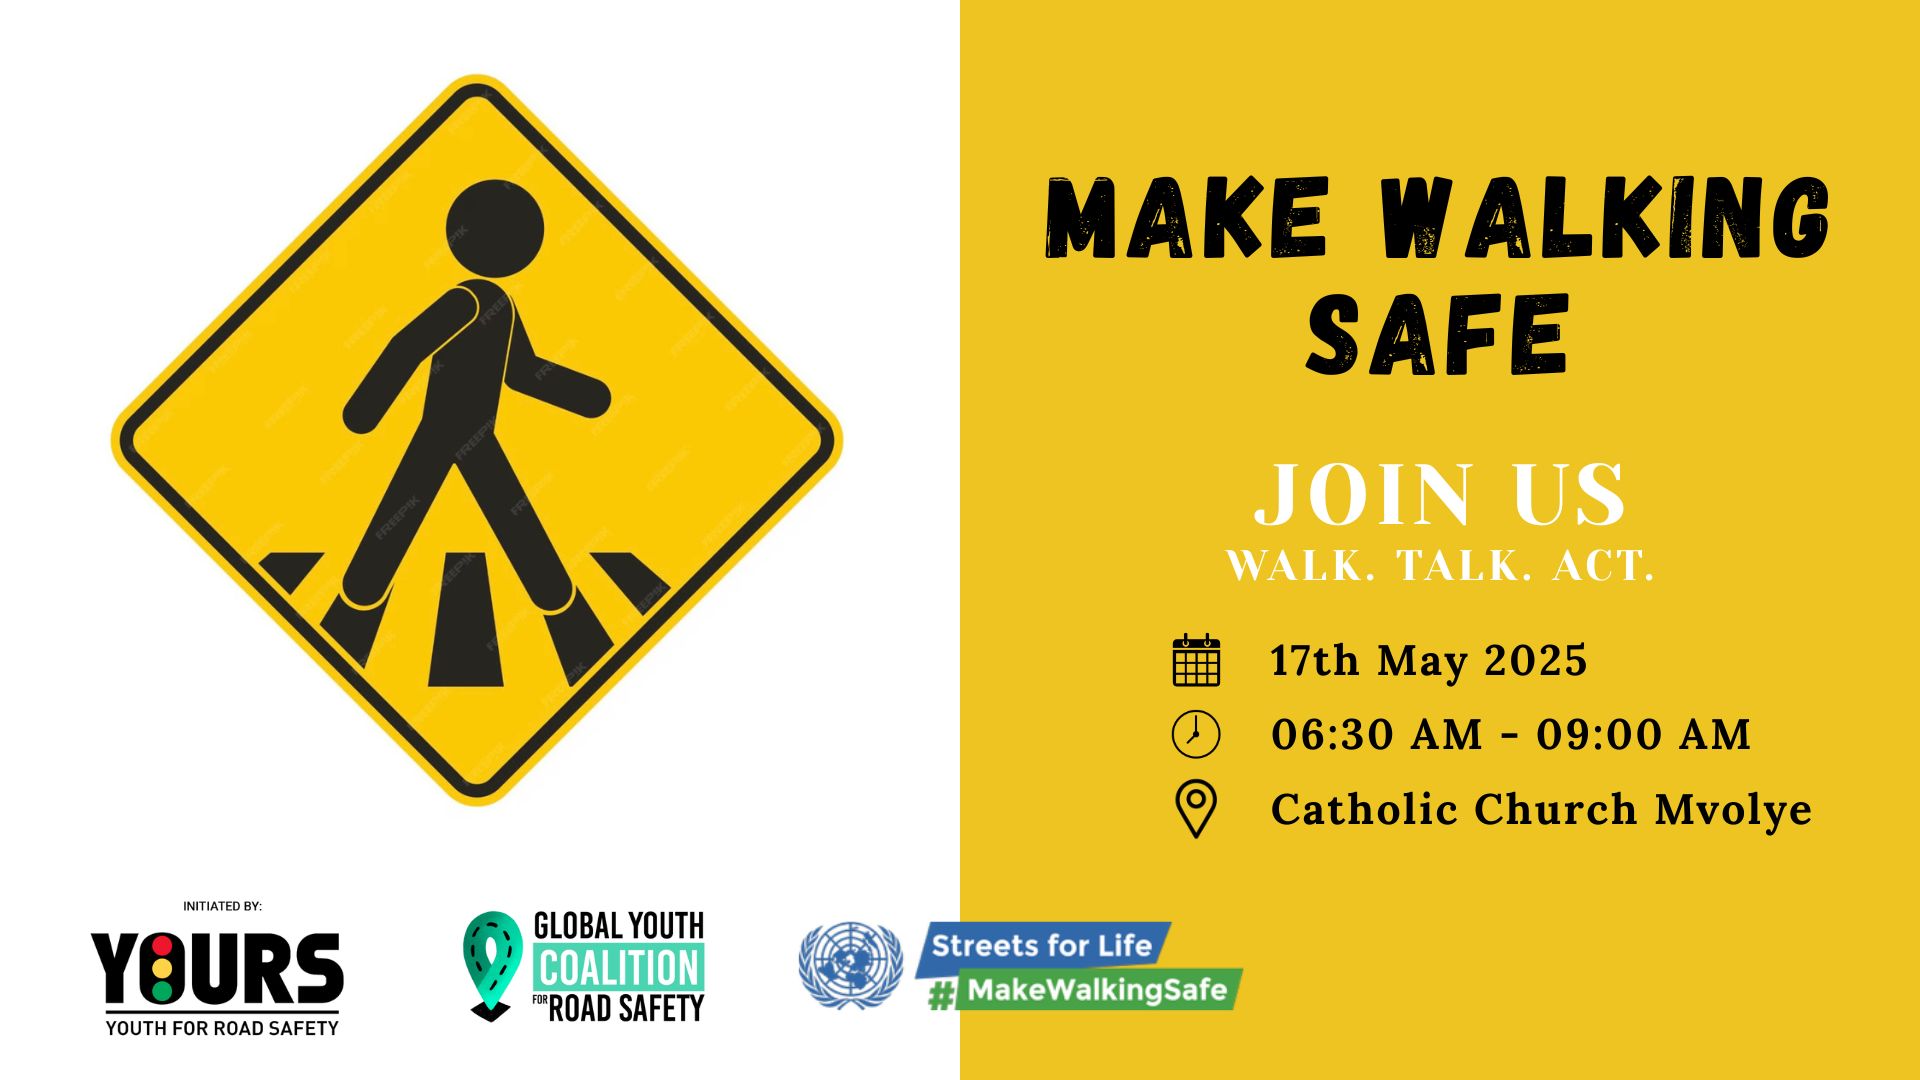 MAKE WALKING
SAFE
JOIN US
WALK. TALK. ACT.
17th May 2025
06:30 AM - 09:00 AM
Catholic Church Mvolye
INITIATED BY:
YOURS
YOUTH FOR ROAD SAFETY
GLOBAL YOUTH
COALITION
FOR ROAD SAFETY
Streets for Life
#MakeWalkingSafe
FREEPIK